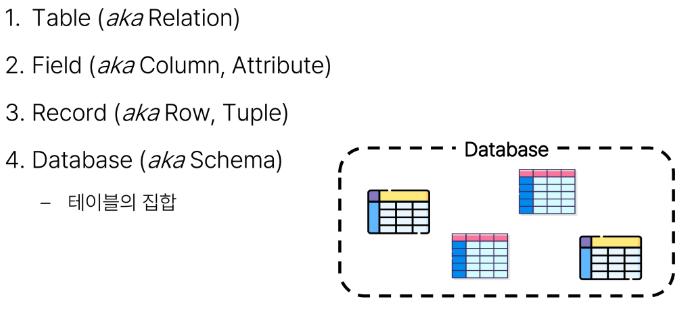 1. Table (aka Relation)
2. Field (aka Column, Attribute)
3. Record (aka Row, Tuple)
4. Database (aka Schema)
– 테이블의 집합
Database